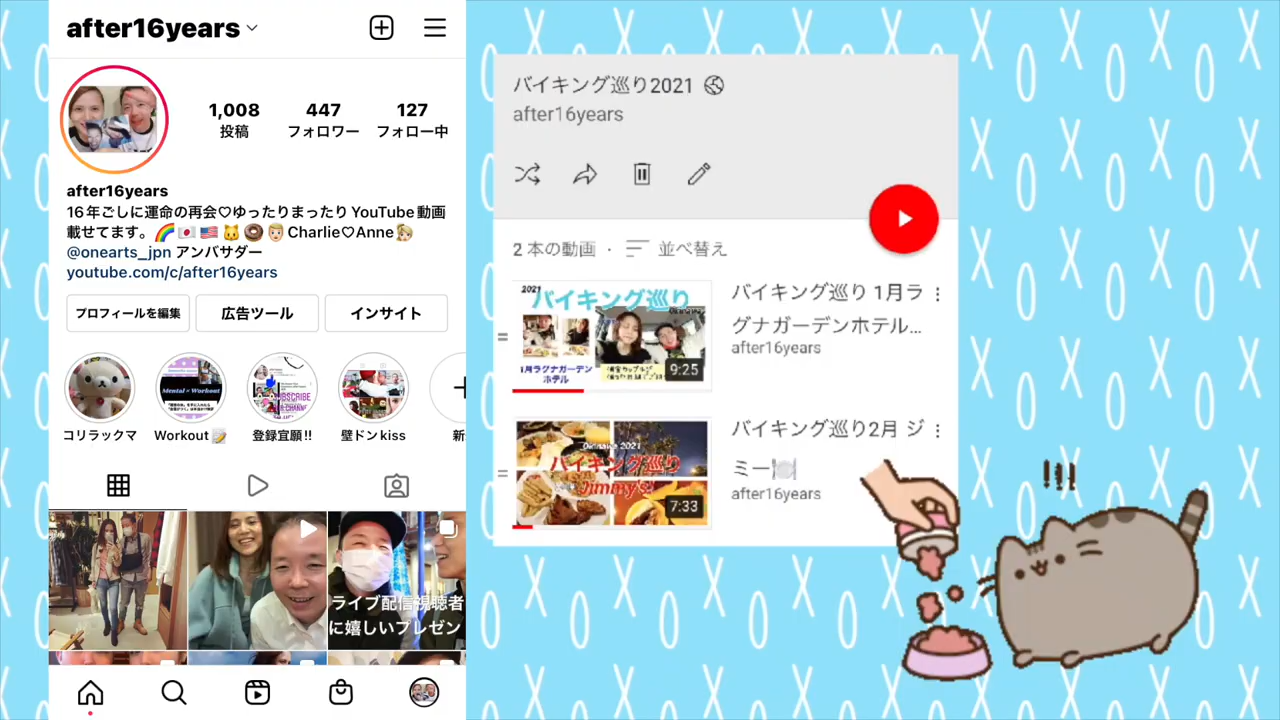 after16years
1,008
投稿
447
フォロワー
127
フォロー中
after16years
16年ごしに運命の再会♡ゆったりまったりYouTube動画
載せてます。🌈🇯🇵🇺🇸🐱🍩👨🏼Charlie♡Anne
@onearts_jpn アンバサダー
youtube.com/c/after16years
プロフィールを編集
広告ツール
インサイト
Mental × Workout
SUBSCRIBE
コリラックマ
Workout📝
登録宜願!!
壁ドンkiss
新
ライブ配信視聴者
に嬉しいプレゼン
バイキング巡り2021
after16years
2 本の動画 · 並べ替え
2021
バイキング巡り
Okinawa
1月ラグナガーデン
ホテル
9:25
バイキング巡り 1月ラ
グナガーデンホテル...
after16years
Okinawa 2021
バイキング巡り
Jimmy's!
7:33
バイキング巡り2月 ジ
ミー🍽
after16years
!!!